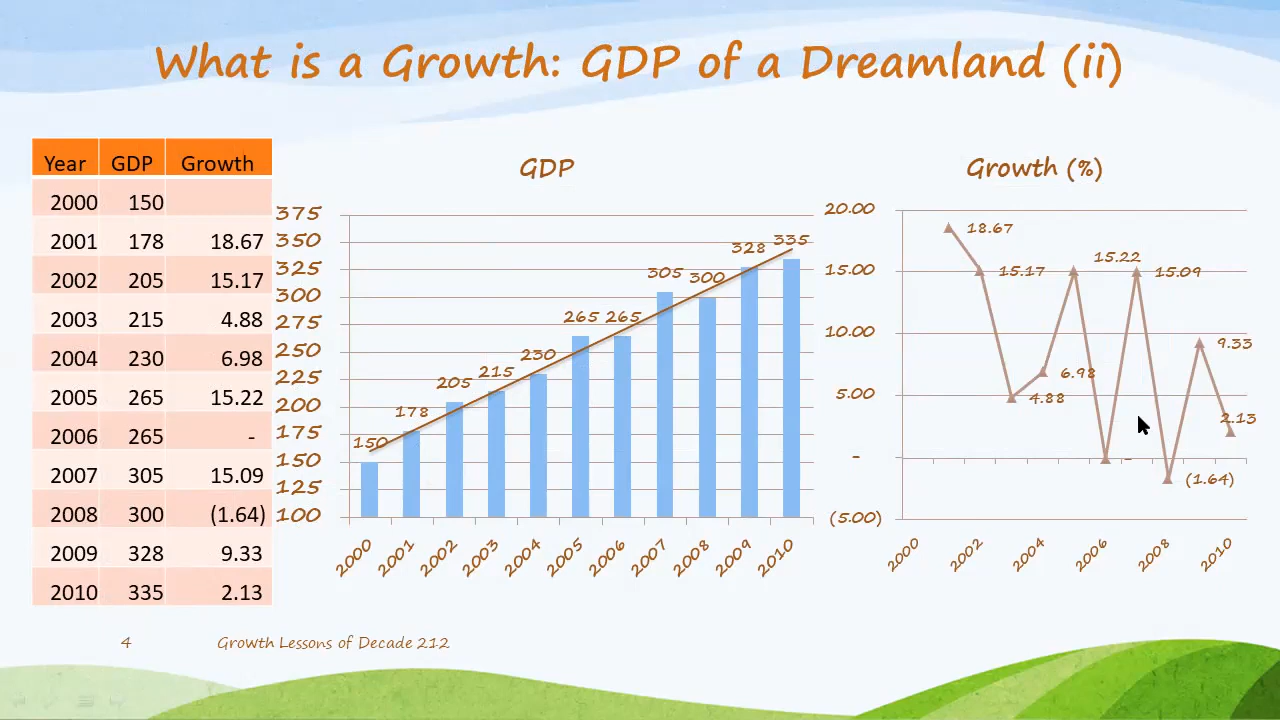 What is a Growth: GDP of a Dreamland (ii)
Year GDP Growth
2000 150
2001 178 18.67
2002 205 15.17
2003 215 4.88
2004 230 6.98
2005 265 15.22
2006 265 -
2007 305 15.09
2008 300 (1.64)
2009 328 9.33
2010 335 2.13
GDP
375
350
325
300
275
250
225
200
175
150
125
100
150 178 205 215 230 265 265 305 300 328 335
2000 2001 2002 2003 2004 2005 2006 2007 2008 2009 2010
Growth (%)
20.00
15.00
10.00
5.00
-
(5.00)
18.67 15.17 4.88 6.98 15.22 - 15.09 (1.64) 9.33 2.13
2000 2002 2004 2006 2008 2010
4 Growth Lessons of Decade 212